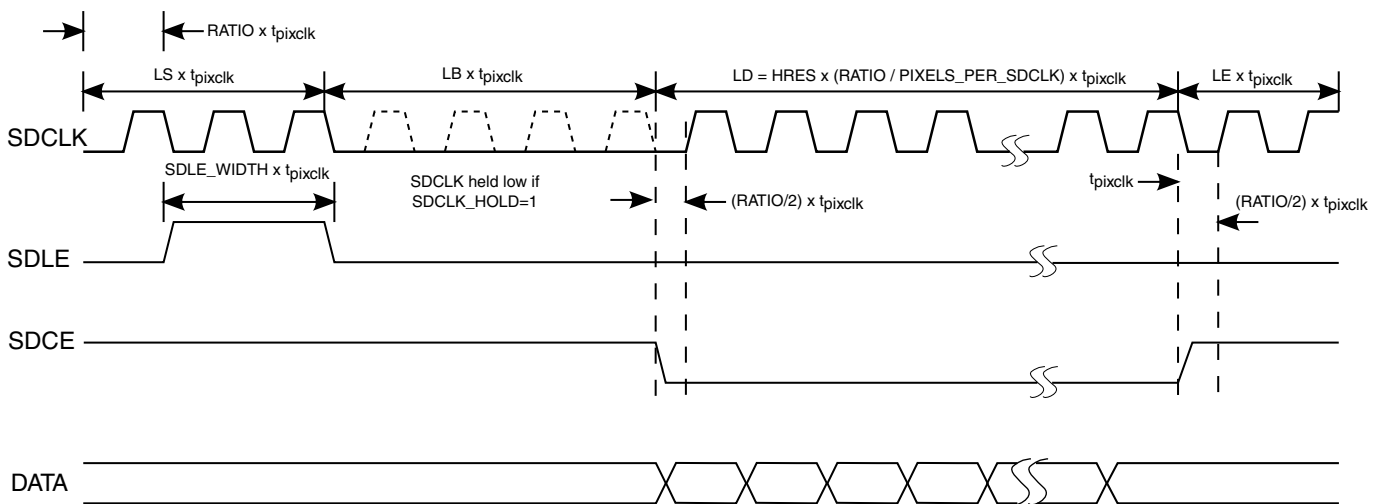 RATIO x tpixclk
LS x tpixclk
LB x tpixclk
LD = HRES x (RATIO / PIXELS_PER_SDCLK) x tpixclk
LE x tpixclk
SDCLK
SDLE_WIDTH x tpixclk
SDCLK held low if
SDCLK_HOLD=1
(RATIO/2) x tpixclk
tpixclk
(RATIO/2) x tpixclk
SDLE
SDCE
DATA